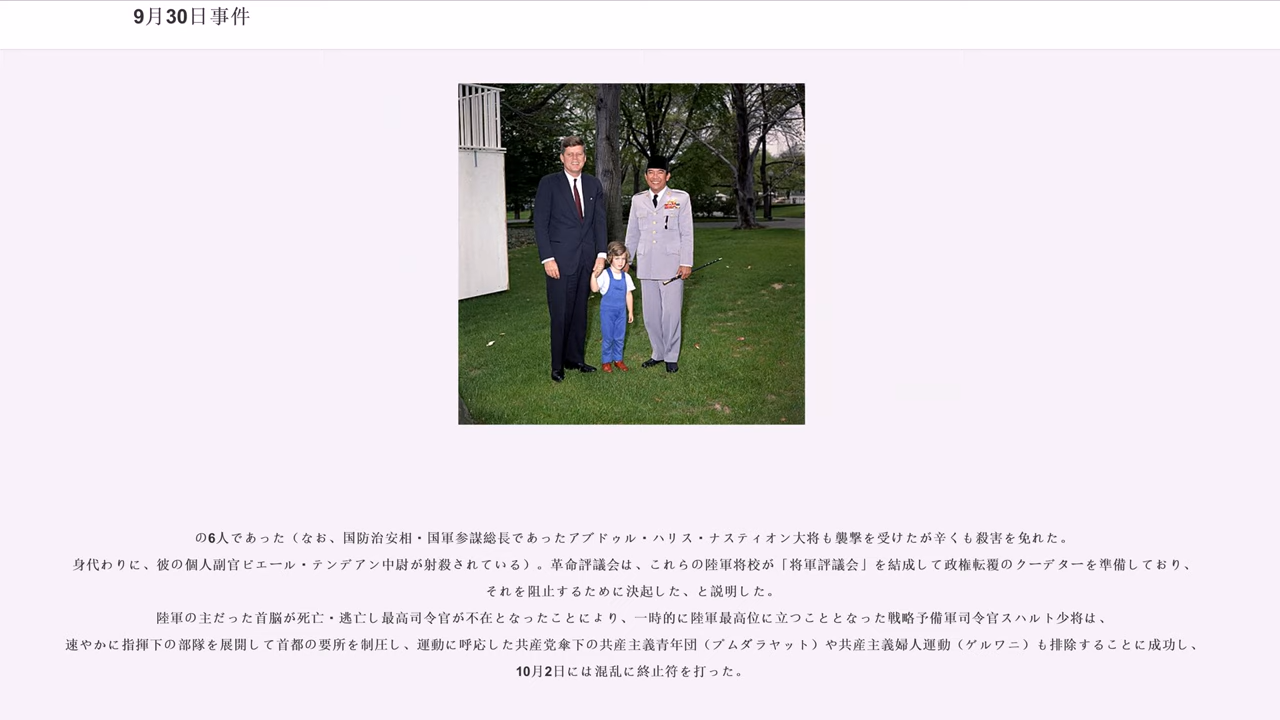 9月30日事件
の6人であった（なお、国防治安相・国軍参謀総長であったアブドゥル・ハリス・ナスティオン大将も襲撃を受けたが辛くも殺害を免れた。
身代わりに、彼の個人副官ピエール・テンデアン中尉が射殺されている）。革命評議会は、これらの陸軍将校が「将軍評議会」を結成して政権転覆のクーデターを準備しており、
それを阻止するために決起した、と説明した。
陸軍の主だった首脳が死亡・逃亡し最高司令官が不在となったことにより、一時的に陸軍最高位に立つこととなった戦略予備軍司令官スハルト少将は、
速やかに指揮下の部隊を展開して首都の要所を制圧し、運動に呼応した共産党傘下の共産主義青年団（プムダラヤット）や共産主義婦人運動（ゲルワニ）も排除することに成功し、
10月2日には混乱に終止符を打った。